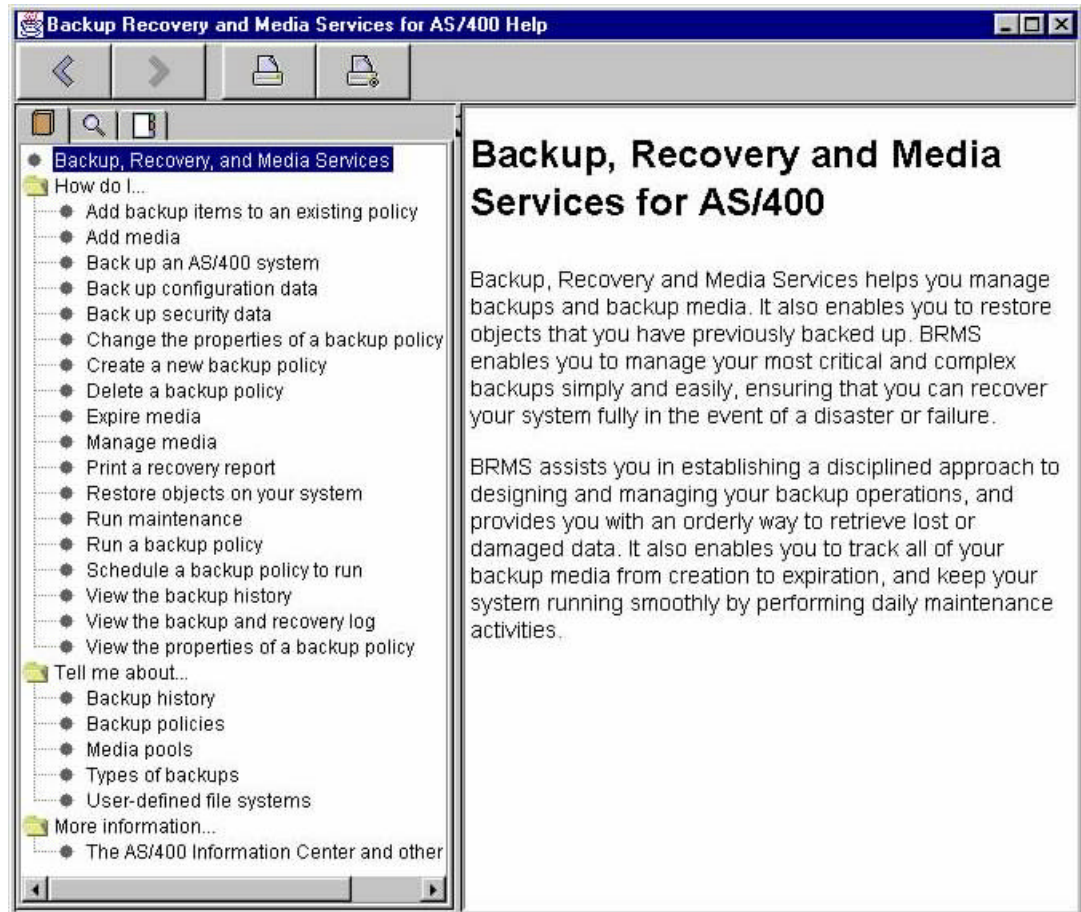 Backup Recovery and Media Services for AS/400 Help
Backup, Recovery, and Media Services
How do I...
Add backup items to an existing policy
Add media
Back up an AS/400 system
Back up configuration data
Back up security data
Change the properties of a backup policy
Create a new backup policy
Delete a backup policy
Expire media
Manage media
Print a recovery report
Restore objects on your system
Run maintenance
Run a backup policy
Schedule a backup policy to run
View the backup history
View the backup and recovery log
View the properties of a backup policy
Tell me about...
Backup history
Backup policies
Media pools
Types of backups
User-defined file systems
More information...
The AS/400 Information Center and other
Backup, Recovery and Media
Services for AS/400
Backup, Recovery and Media Services helps you manage
backups and backup media. It also enables you to restore
objects that you have previously backed up. BRMS
enables you to manage your most critical and complex
backups simply and easily, ensuring that you can recover
your system fully in the event of a disaster or failure.
BRMS assists you in establishing a disciplined approach to
designing and managing your backup operations, and
provides you with an orderly way to retrieve lost or
damaged data. It also enables you to track all of your
backup media from creation to expiration, and keep your
system running smoothly by performing daily maintenance
activities.